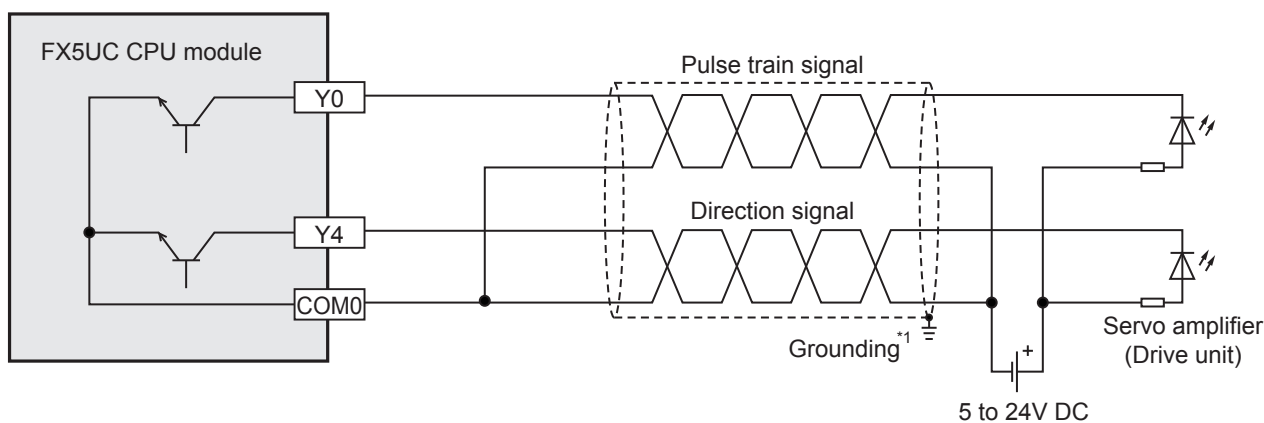 FX5UC CPU module
Pulse train signal
Y0
Direction signal
Y4
COM0
Grounding*1
+
Servo amplifier
(Drive unit)
5 to 24V DC